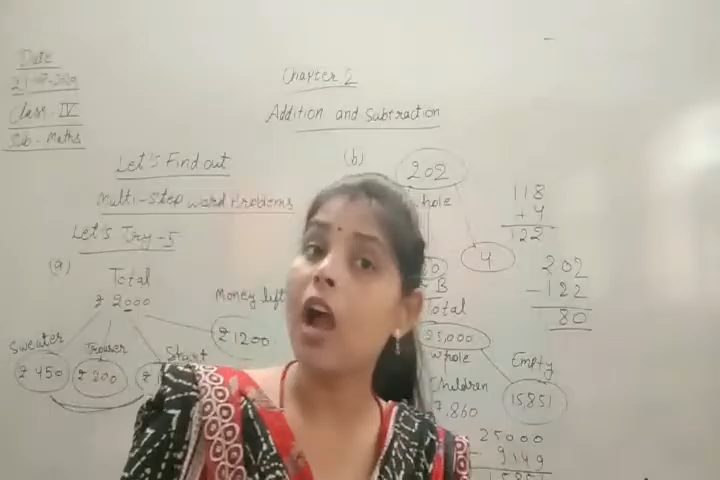 Date
Class - IV
Sub - Maths
Chapter 2
Addition and Subtraction
Let's Find out
Multi-Step word Problems
Let's Try - 5
(a)
Total
₹ 2000
Sweater
₹ 450
Trouser
₹ 200
Money left
₹ 1200
(b)
202
whole
4
118
+ 4
122
202
- 122
80
B
Total
25,000
whole
Children
7,860
Empty
15,851
25000
- 9149